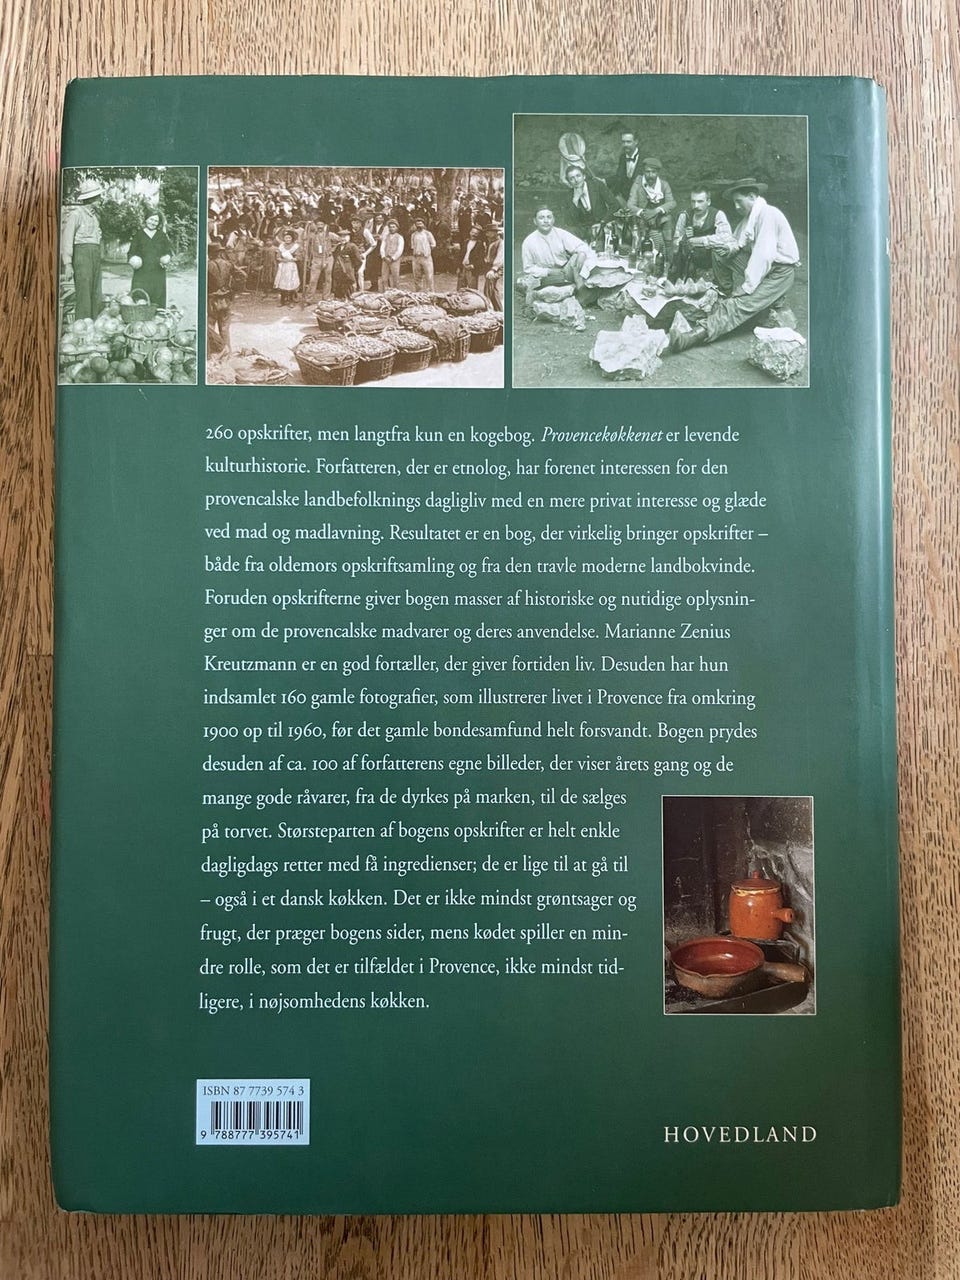 260 opskrifter, men langtfra kun en kogebog. Provencekøkkenet er levende
kulturhistorie. Forfatteren, der er etnolog, har forenet interessen for den
provencalske landbefolknings dagligliv med en mere privat interesse og glæde
ved mad og madlavning. Resultatet er en bog, der virkelig bringer opskrifter –
både fra oldemors opskriftsamling og fra den travle moderne landbokvinde.
Foruden opskrifterne giver bogen masser af historiske og nutidige oplysnin-
ger om de provencalske madvarer og deres anvendelse. Marianne Zenius
Kreutzmann er en god fortæller, der giver fortiden liv. Desuden har hun
indsamlet 160 gamle fotografier, som illustrerer livet i Provence fra omkring
1900 op til 1960, før det gamle bondesamfund helt forsvandt. Bogen prydes
desuden af ca. 100 af forfatterens egne billeder, der viser årets gang og de
mange gode råvarer, fra de dyrkes på marken, til de sælges
på torvet. Størsteparten af bogens opskrifter er helt enkle
dagligdags retter med få ingredienser; de er lige til at gå til
– også i et dansk køkken. Det er ikke mindst grøntsager og
frugt, der præger bogens sider, mens kødet spiller en min-
dre rolle, som det er tilfældet i Provence, ikke mindst tid-
ligere, i nøjsomhedens køkken.
ISBN 87 7739 574 3
9 788777 395741
HOVEDLAND